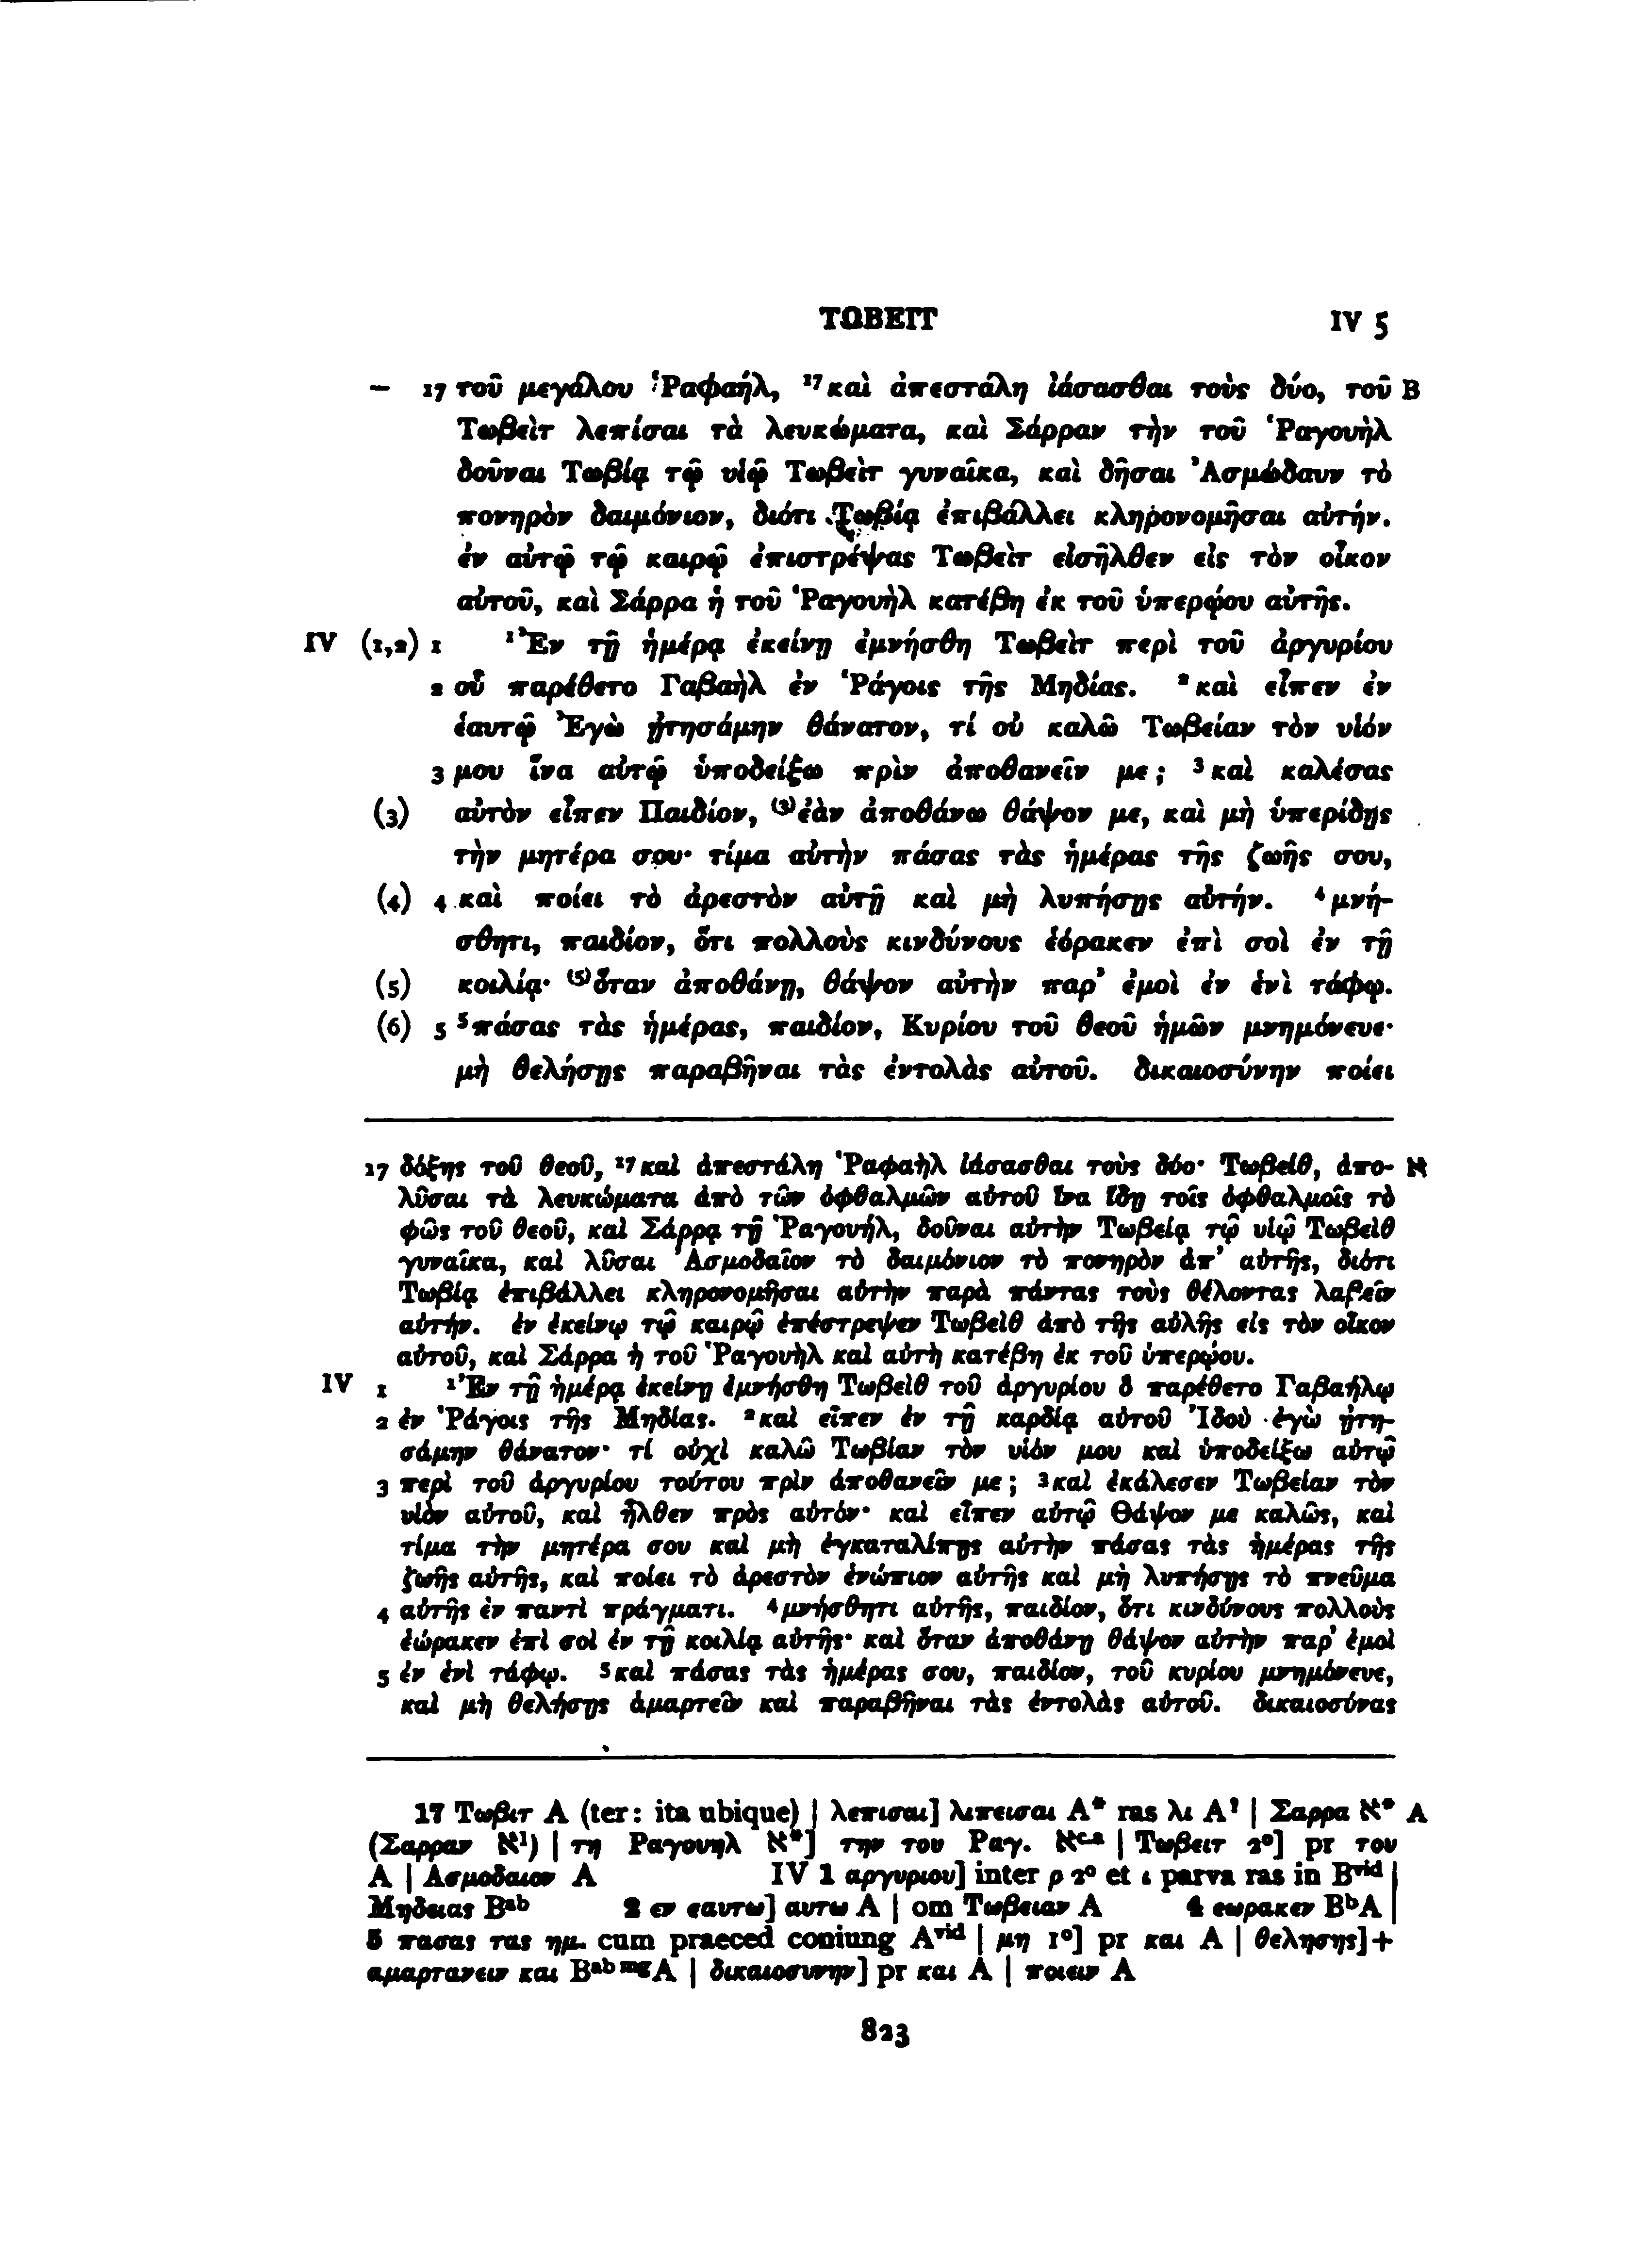 ΤΩΒΕΙΤ IV 5
— 17 τοῦ μεγάλου Ῥαφαήλ, ¹⁷καὶ ἀπεστάλη ἰάσασθαι τοὺς δύο, τοῦ B
Τωβεὶτ λεπίσαι τὰ λευκώματα, καὶ Σάρραν τὴν τοῦ Ῥαγουὴλ
δοῦναι Τωβίᾳ τῷ υἱῷ Τωβεὶτ γυναῖκα, καὶ δῆσαι Ἀσμώδαυν τὸ
πονηρὸν δαιμόνιον, διότι Τωβίᾳ ἐπιβάλλει κληρονομῆσαι αὐτήν.
ἐν αὐτῷ τῷ καιρῷ ἐπιστρέψας Τωβεὶτ εἰσῆλθεν εἰς τὸν οἶκον
αὐτοῦ, καὶ Σάρρα ἡ τοῦ Ῥαγουὴλ κατέβη ἐκ τοῦ ὑπερῴου αὐτῆς.
IV (1,2) 1 ¹Ἐν τῇ ἡμέρᾳ ἐκείνῃ ἐμνήσθη Τωβεὶτ περὶ τοῦ ἀργυρίου
2 οὗ παρέθετο Γαβαὴλ ἐν Ῥάγοις τῆς Μηδίας. ²καὶ εἶπεν ἐν
ἑαυτῷ Ἐγὼ ᾐτησάμην θάνατον, τί οὐ καλῶ Τωβείαν τὸν υἱόν
3 μου ἵνα αὐτῷ ὑποδείξω πρὶν ἀποθανεῖν με; ³καὶ καλέσας
(3) αὐτὸν εἶπεν Παιδίον, ⁽³⁾ἐὰν ἀποθάνω θάψον με, καὶ μὴ ὑπερίδῃς
τὴν μητέρα σου· τίμα αὐτὴν πάσας τὰς ἡμέρας τῆς ζωῆς σου,
(4) 4 καὶ ποίει τὸ ἀρεστὸν αὐτῇ καὶ μὴ λυπήσῃς αὐτήν. ⁴μνή-
σθητι, παιδίον, ὅτι πολλοὺς κινδύνους ἑόρακεν ἐπὶ σοὶ ἐν τῇ
(5) κοιλίᾳ· ⁽⁵⁾ὅταν ἀποθάνῃ, θάψον αὐτὴν παρ’ ἐμοὶ ἐν ἑνὶ τάφῳ.
(6) 5 ⁵πάσας τὰς ἡμέρας, παιδίον, Κυρίου τοῦ θεοῦ ἡμῶν μνημόνευε·
μὴ θελήσῃς παραβῆναι τὰς ἐντολὰς αὐτοῦ. δικαιοσύνην ποίει
17 δόξης τοῦ θεοῦ, ¹⁷καὶ ἀπεστάλη Ῥαφαὴλ ἰάσασθαι τοὺς δύο· Τωβείθ, ἀπο- א
λῦσαι τὰ λευκώματα ἀπὸ τῶν ὀφθαλμῶν αὐτοῦ ἵνα ἴδῃ τοῖς ὀφθαλμοῖς τὸ
φῶς τοῦ θεοῦ, καὶ Σάρρᾳ τῇ Ῥαγουήλ, δοῦναι αὐτὴν Τωβείᾳ τῷ υἱῷ Τωβεὶθ
γυναῖκα, καὶ λῦσαι Ἀσμοδαῖον τὸ δαιμόνιον τὸ πονηρὸν ἀπ’ αὐτῆς, διότι
Τωβίᾳ ἐπιβάλλει κληρονομῆσαι αὐτὴν παρὰ πάντας τοὺς θέλοντας λαβεῖν
αὐτήν. ἐν ἐκείνῳ τῷ καιρῷ ἐπέστρεψεν Τωβεὶθ ἀπὸ τῆς αὐλῆς εἰς τὸν οἶκον
αὐτοῦ, καὶ Σάρρα ἡ τοῦ Ῥαγουὴλ καὶ αὐτὴ κατέβη ἐκ τοῦ ὑπερῴου.
IV 1 ¹Ἐν τῇ ἡμέρᾳ ἐκείνῃ ἐμνήσθη Τωβεὶθ τοῦ ἀργυρίου ὃ παρέθετο Γαβαήλῳ
2 ἐν Ῥάγοις τῆς Μηδίας. ²καὶ εἶπεν ἐν τῇ καρδίᾳ αὐτοῦ Ἰδοὺ ἐγὼ ᾐτη-
σάμην θάνατον· τί οὐχὶ καλῶ Τωβίαν τὸν υἱόν μου καὶ ὑποδείξω αὐτῷ
3 περὶ τοῦ ἀργυρίου τούτου πρὶν ἀποθανεῖν με; ³καὶ ἐκάλεσεν Τωβείαν τὸν
υἱὸν αὐτοῦ, καὶ ἦλθεν πρὸς αὐτόν· καὶ εἶπεν αὐτῷ Θάψον με καλῶς, καὶ
τίμα τὴν μητέρα σου καὶ μὴ ἐγκαταλίπῃς αὐτὴν πάσας τὰς ἡμέρας τῆς
ζωῆς αὐτῆς, καὶ ποίει τὸ ἀρεστὸν ἐνώπιον αὐτῆς καὶ μὴ λυπήσῃς τὸ πνεῦμα
4 αὐτῆς ἐν παντὶ πράγματι. ⁴μνήσθητι αὐτῆς, παιδίον, ὅτι κινδύνους πολλοὺς
ἑώρακεν ἐπὶ σοὶ ἐν τῇ κοιλίᾳ αὐτῆς· καὶ ὅταν ἀποθάνῃ θάψον αὐτὴν παρ’ ἐμοὶ
5 ἐν ἑνὶ τάφῳ. ⁵καὶ πάσας τὰς ἡμέρας σου, παιδίον, τοῦ κυρίου μνημόνευε,
καὶ μὴ θελήσῃς ἁμαρτεῖν καὶ παραβῆναι τὰς ἐντολὰς αὐτοῦ. δικαιοσύνας
17 Τωβιτ A (ter: ita ubique) | λεπισαι] λιπεισαι A* ras λι A? | Σαρρα א* A
(Σαρραν א¹) | τη Ραγουηλ א*] την του Ραγ. אc.a | Τωβειτ 2°] pr του
A | Ασμοδαιον A IV 1 αργυριου] inter ρ 2° et ι parva ras in Bvid |
Μηδειας Bab 2 εν εαυτω] αυτω A | om Τωβειαν A 4 εωρακεν BbA |
5 πασας τας ημ. cum praeced coniung Avid | μη 1°] pr και A | θελησης]+
αμαρτανειν και Bab mgA | δικαιοσυνην] pr και A | ποιειν A
823